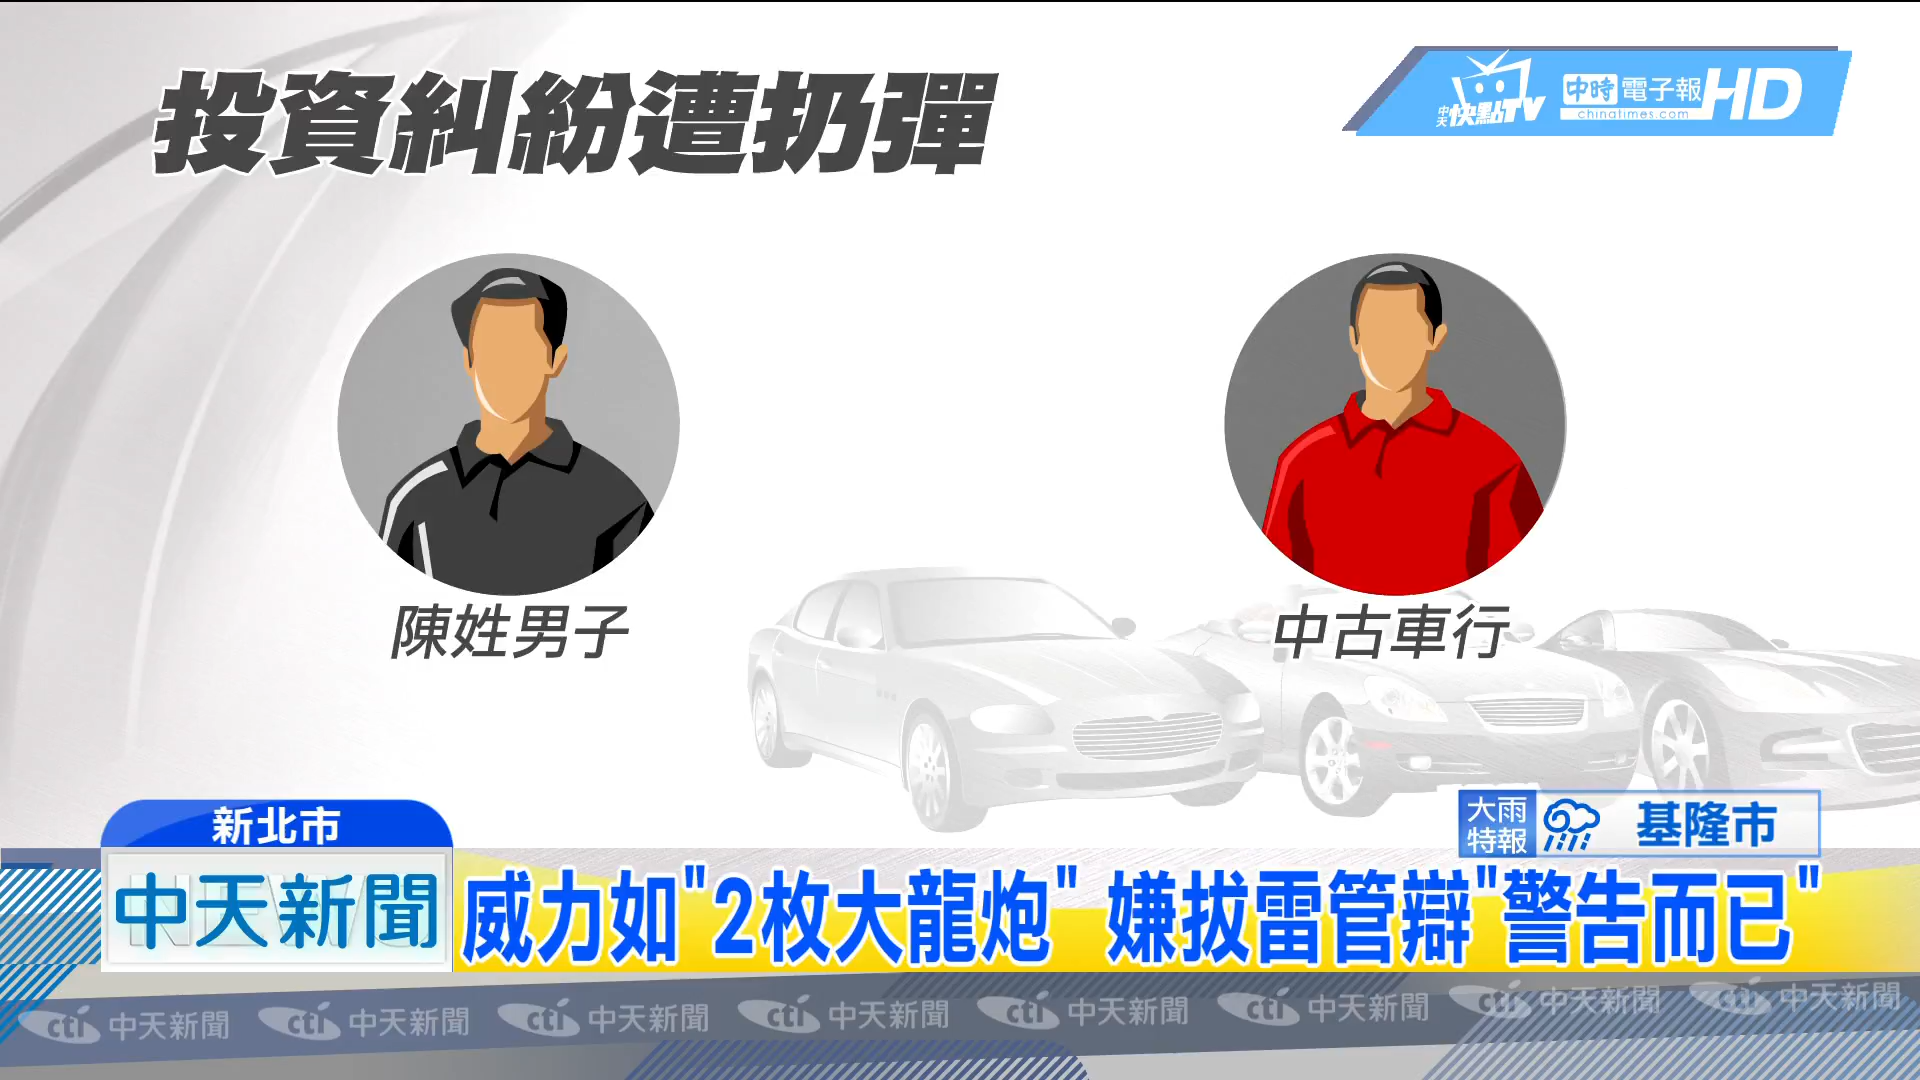 投資糾紛遭扔彈
中天快點TV
中時電子報HD
chinatimes.com
陳姓男子
中古車行
大雨特報
基隆市
新北市
中天新聞
威力如"2枚大龍炮" 嫌拔雷管辯"警告而已"
cti 中天新聞 cti 中天新聞 cti 中天新聞 cti 中天新聞 cti 中天新聞 cti 中天新聞 cti 中天新聞 cti 中天新聞